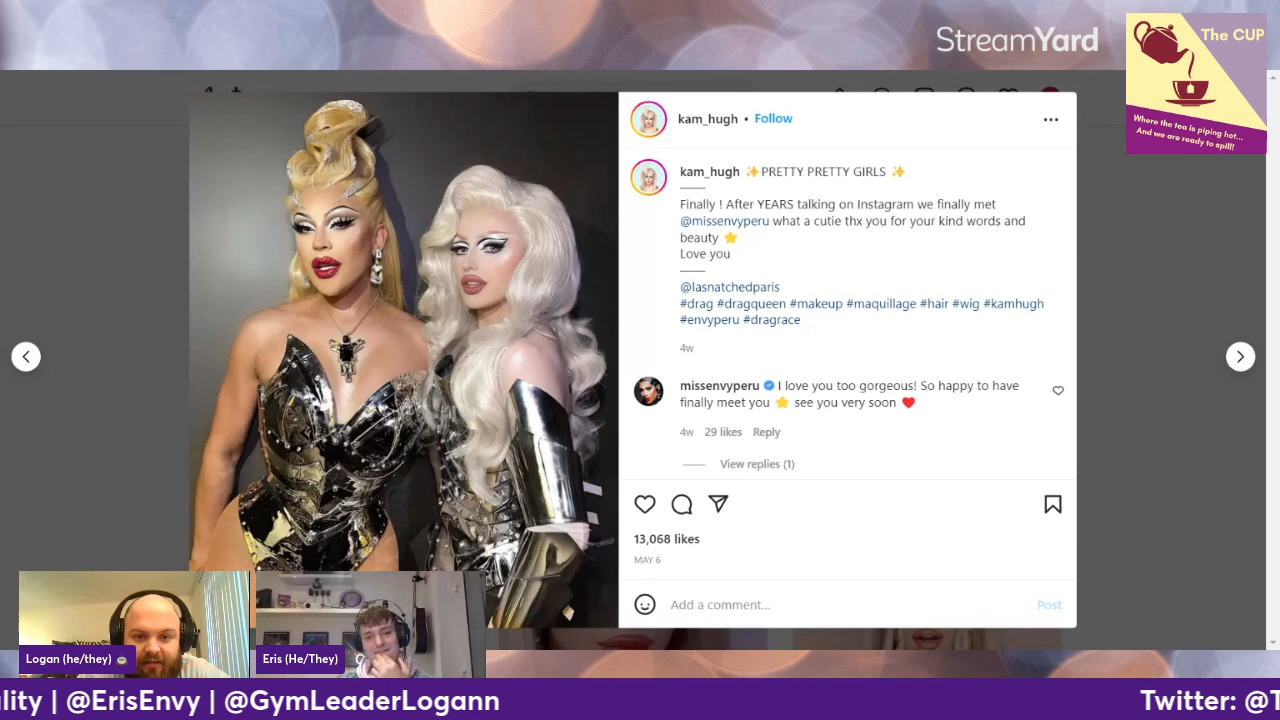 StreamYard
The CUP
Where the tea is piping hot...
And we are ready to spill!
kam_hugh • Follow
kam_hugh ✨PRETTY PRETTY GIRLS ✨
Finally ! After YEARS talking on Instagram we finally met
@missenvyperu what a cutie thx you for your kind words and
beauty ⭐
Love you
@lasnatchedparis
#drag #dragqueen #makeup #maquillage #hair #wig #kamhugh
#envyperu #dragrace
4w
missenvyperu I love you too gorgeous! So happy to have
finally meet you ⭐ see you very soon ♥
4w 29 likes Reply
View replies (1)
13,068 likes
MAY 6
Add a comment... Post
Logan (he/they)
Eris (He/They)
lity | @ErisEnvy | @GymLeaderLogann
Twitter: @T